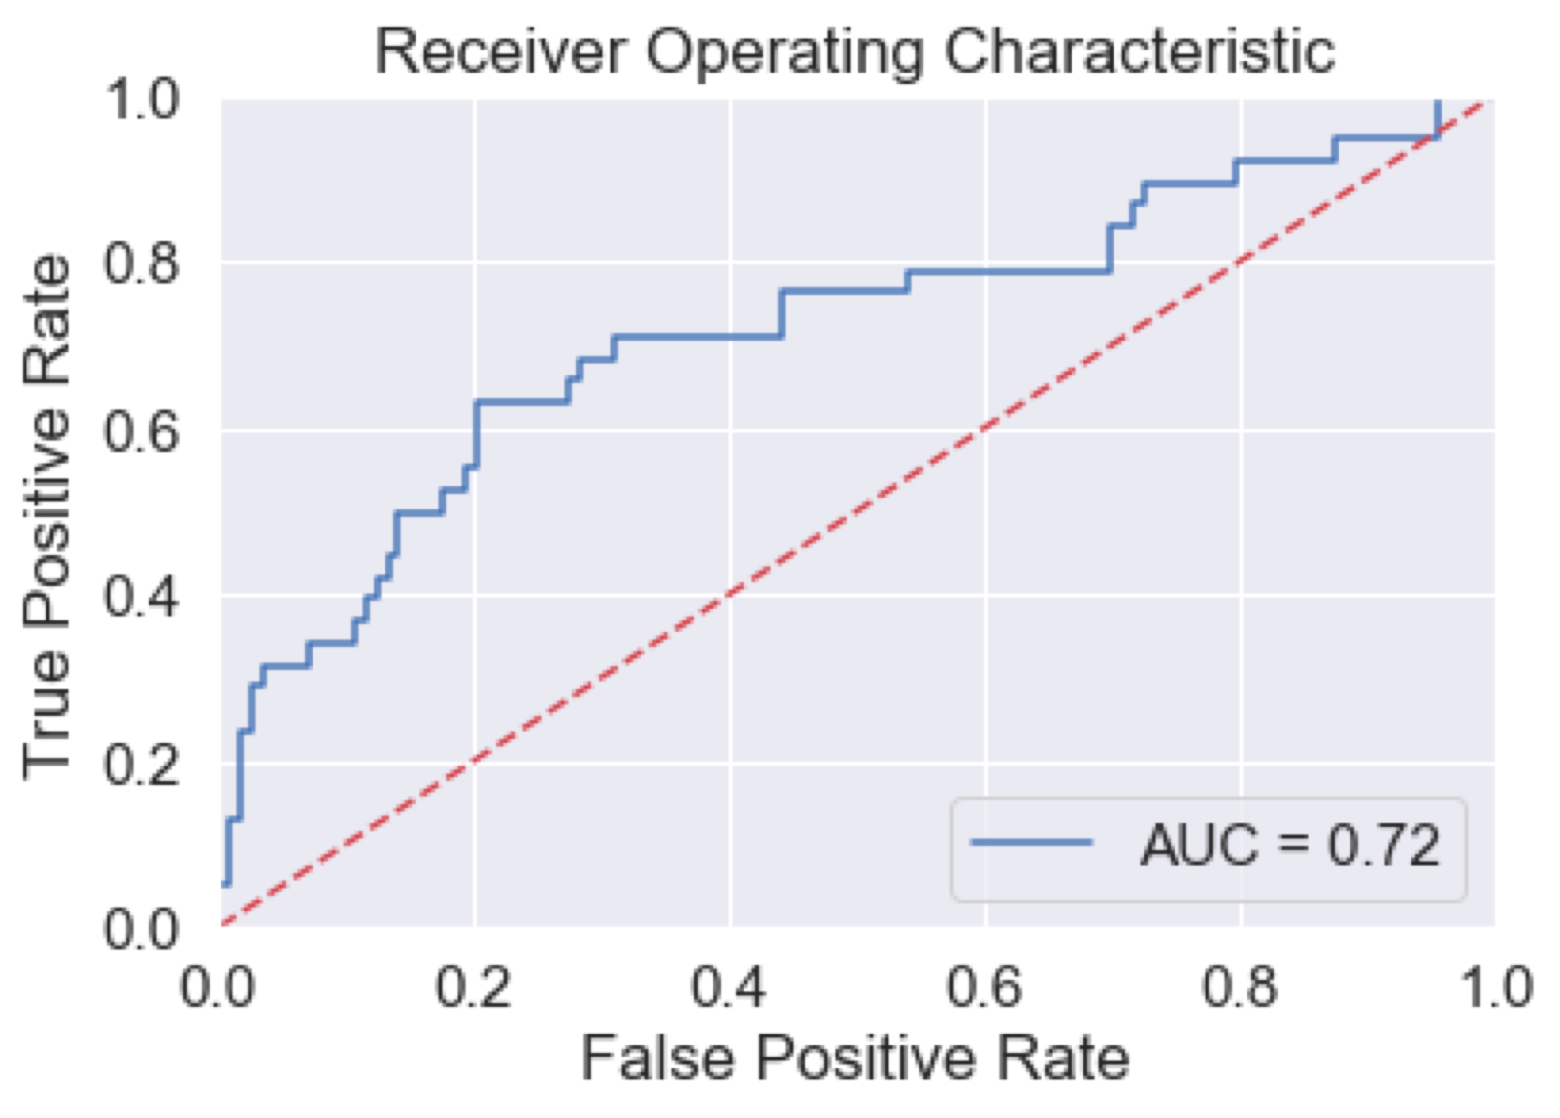 Receiver Operating Characteristic
1.0
0.8
0.6
0.4
0.2
0.0
True Positive Rate
AUC = 0.72
0.0 0.2 0.4 0.6 0.8 1.0
False Positive Rate